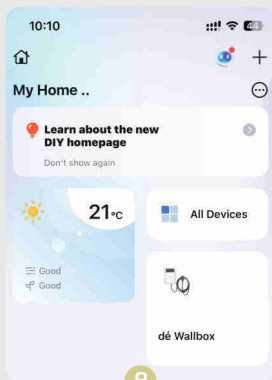 10:10
44
My Home ..
Learn about the new
DIY homepage
Don't show again
21°C
All Devices
Good
Good
dé Wallbox
8